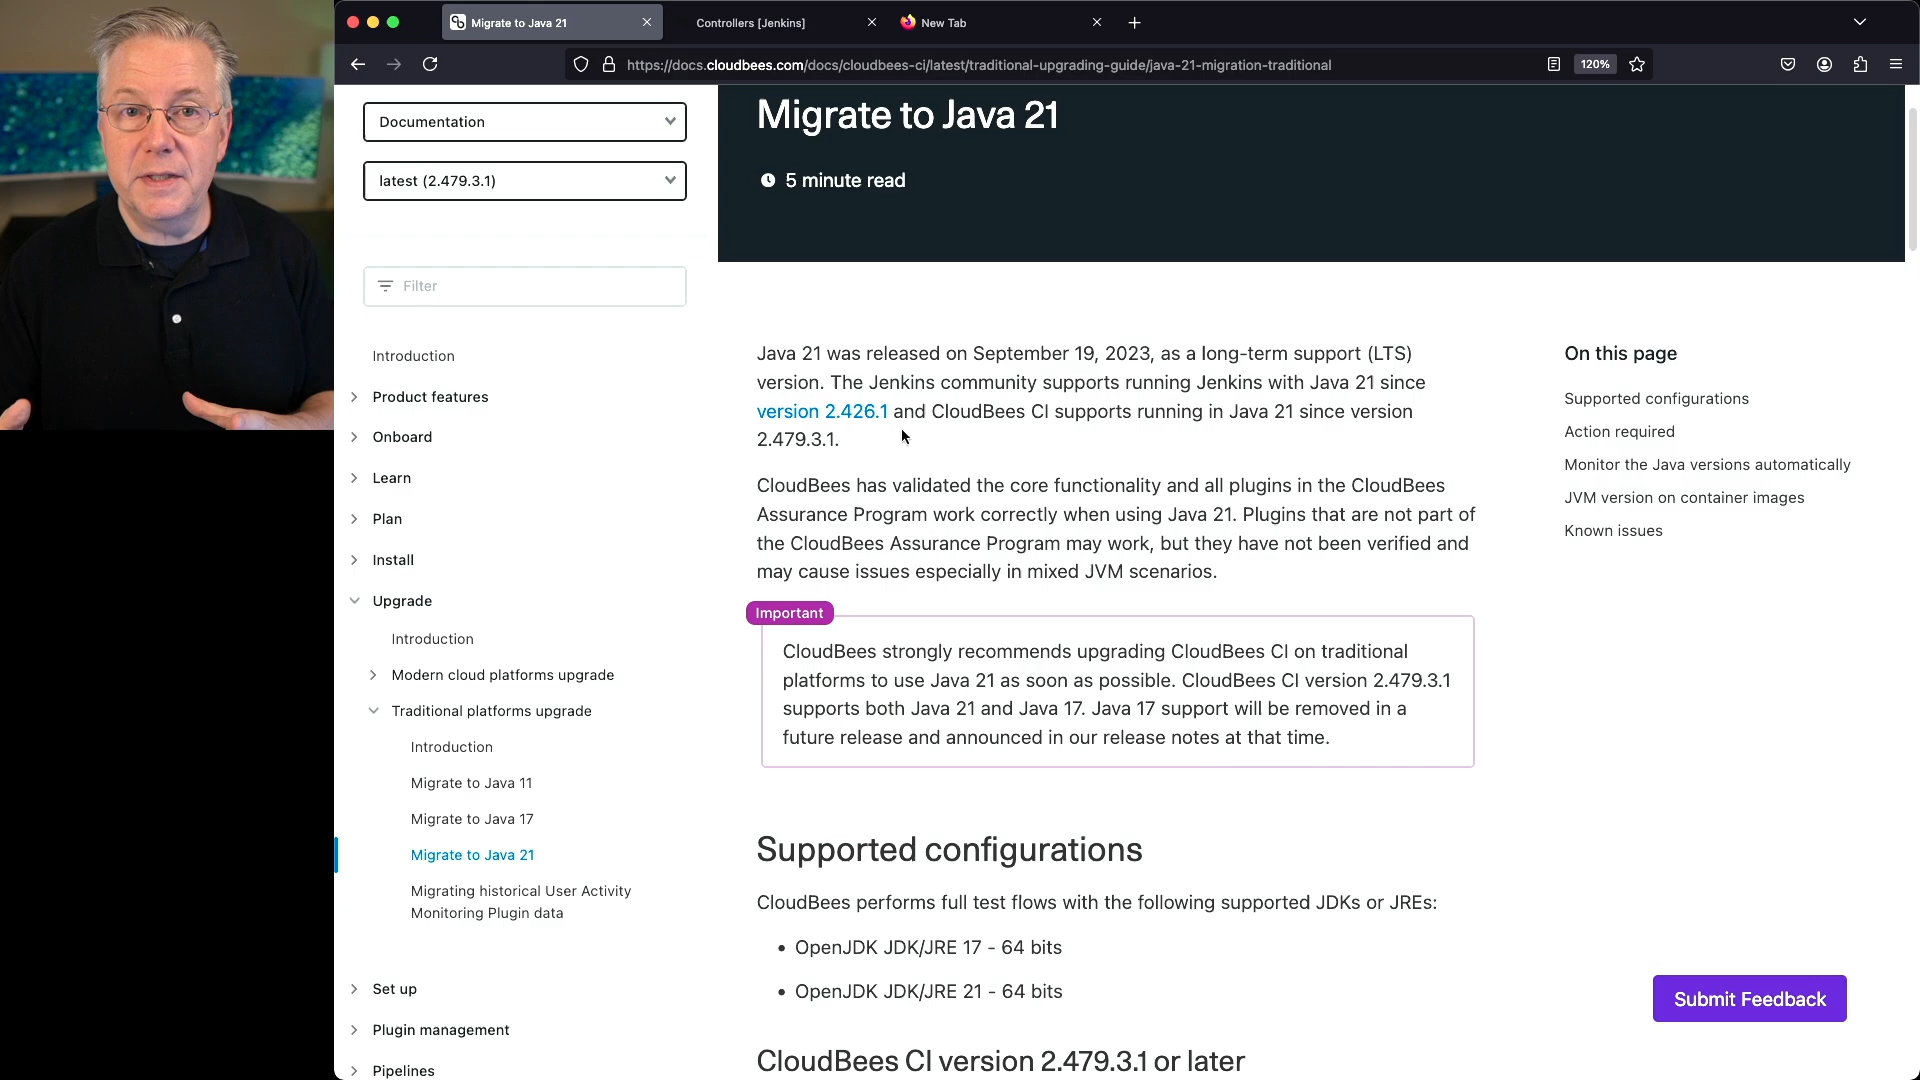 Migrate to Java 21
Controllers [Jenkins]
New Tab
https://docs.cloudbees.com/docs/cloudbees-ci/latest/traditional-upgrading-guide/java-21-migration-traditional
120%
Documentation
latest (2.479.3.1)
Filter
Introduction
Product features
Onboard
Learn
Plan
Install
Upgrade
Introduction
Modern cloud platforms upgrade
Traditional platforms upgrade
Introduction
Migrate to Java 11
Migrate to Java 17
Migrate to Java 21
Migrating historical User Activity
Monitoring Plugin data
Set up
Plugin management
Pipelines
Migrate to Java 21
5 minute read
Java 21 was released on September 19, 2023, as a long-term support (LTS)
version. The Jenkins community supports running Jenkins with Java 21 since
version 2.426.1 and CloudBees CI supports running in Java 21 since version
2.479.3.1.
CloudBees has validated the core functionality and all plugins in the CloudBees
Assurance Program work correctly when using Java 21. Plugins that are not part of
the CloudBees Assurance Program may work, but they have not been verified and
may cause issues especially in mixed JVM scenarios.
Important
CloudBees strongly recommends upgrading CloudBees CI on traditional
platforms to use Java 21 as soon as possible. CloudBees CI version 2.479.3.1
supports both Java 21 and Java 17. Java 17 support will be removed in a
future release and announced in our release notes at that time.
Supported configurations
CloudBees performs full test flows with the following supported JDKs or JREs:
• OpenJDK JDK/JRE 17 - 64 bits
• OpenJDK JDK/JRE 21 - 64 bits
CloudBees CI version 2.479.3.1 or later
On this page
Supported configurations
Action required
Monitor the Java versions automatically
JVM version on container images
Known issues
Submit Feedback